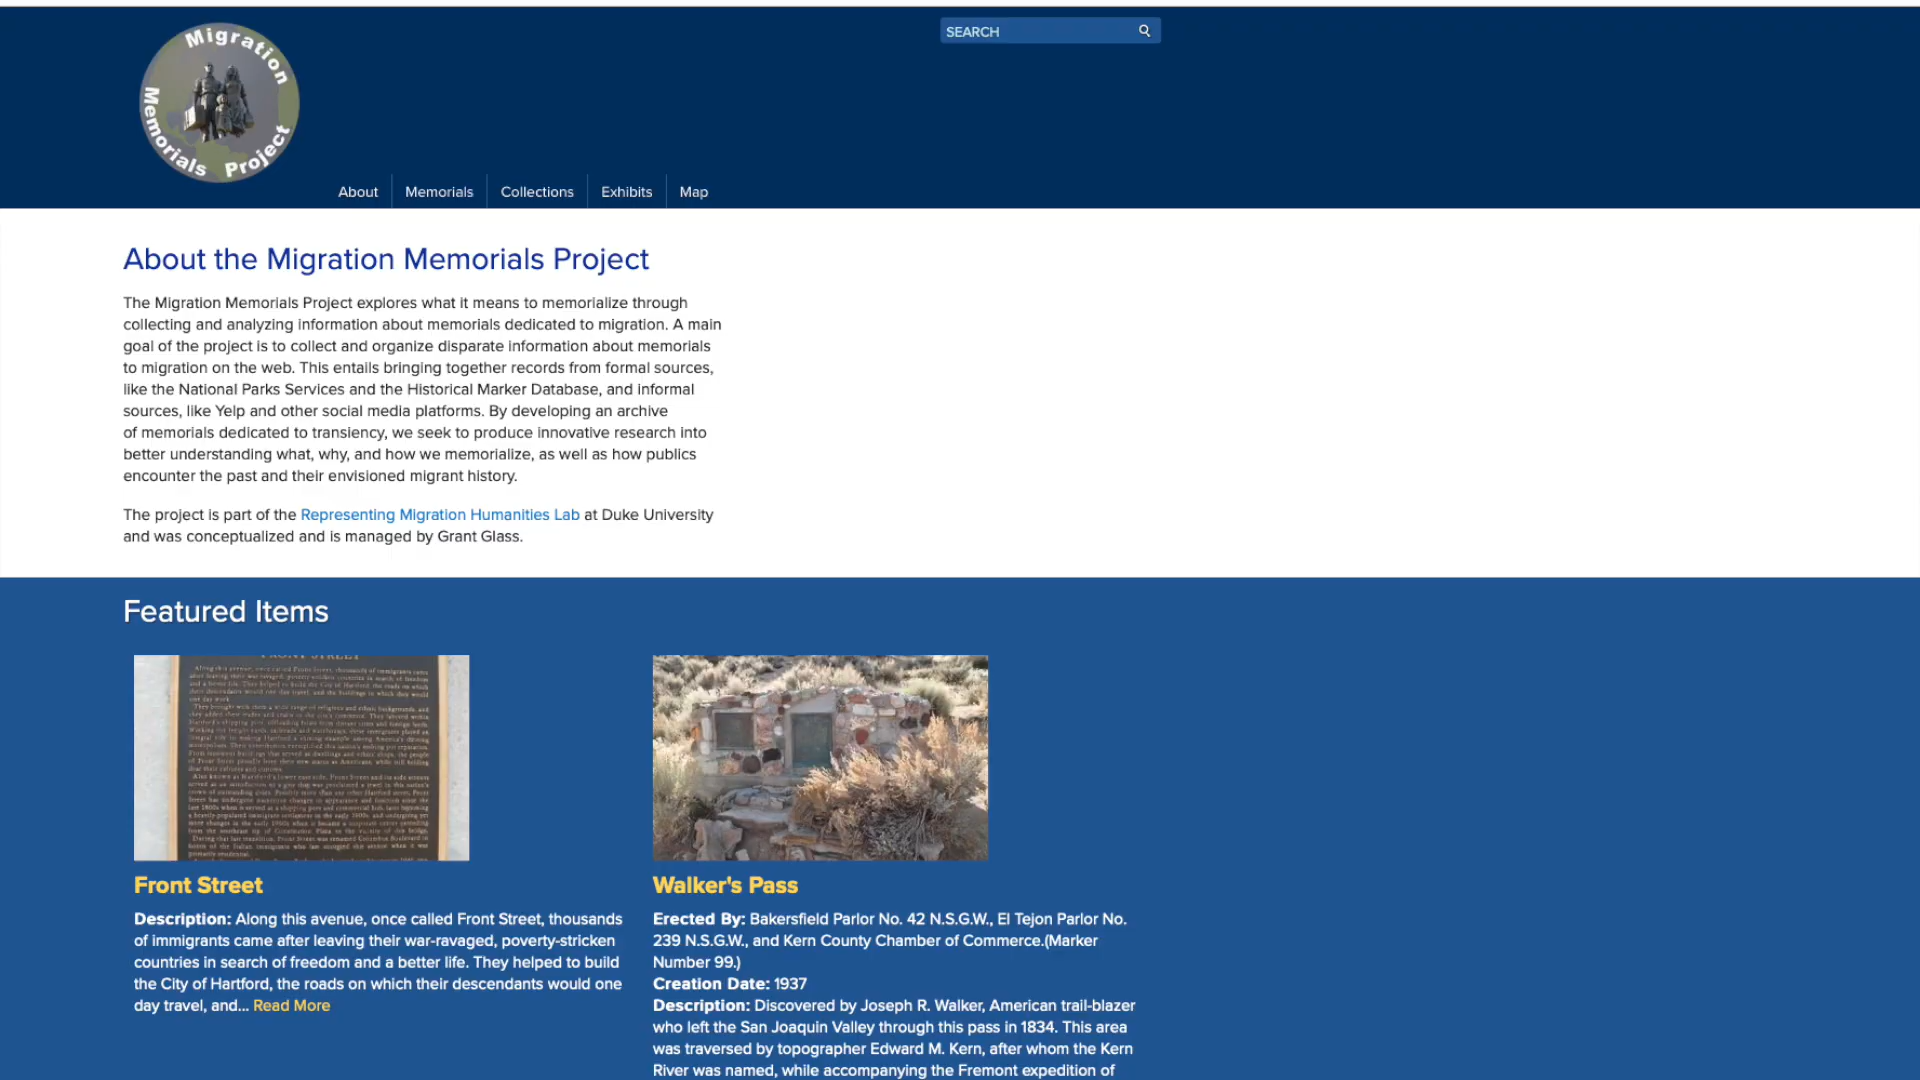 Migration
Memorials Project
SEARCH
About
Memorials
Collections
Exhibits
Map
About the Migration Memorials Project
The Migration Memorials Project explores what it means to memorialize through
collecting and analyzing information about memorials dedicated to migration. A main
goal of the project is to collect and organize disparate information about memorials
to migration on the web. This entails bringing together records from formal sources,
like the National Parks Services and the Historical Marker Database, and informal
sources, like Yelp and other social media platforms. By developing an archive
of memorials dedicated to transiency, we seek to produce innovative research into
better understanding what, why, and how we memorialize, as well as how publics
encounter the past and their envisioned migrant history.
The project is part of the Representing Migration Humanities Lab at Duke University
and was conceptualized and is managed by Grant Glass.
Featured Items
Front Street
Description: Along this avenue, once called Front Street, thousands
of immigrants came after leaving their war-ravaged, poverty-stricken
countries in search of freedom and a better life. They helped to build
the City of Hartford, the roads on which their descendants would one
day travel, and... Read More
Walker's Pass
Erected By: Bakersfield Parlor No. 42 N.S.G.W., El Tejon Parlor No.
239 N.S.G.W., and Kern County Chamber of Commerce.(Marker
Number 99.)
Creation Date: 1937
Description: Discovered by Joseph R. Walker, American trail-blazer
who left the San Joaquin Valley through this pass in 1834. This area
was traversed by topographer Edward M. Kern, after whom the Kern
River was named, while accompanying the Fremont expedition of